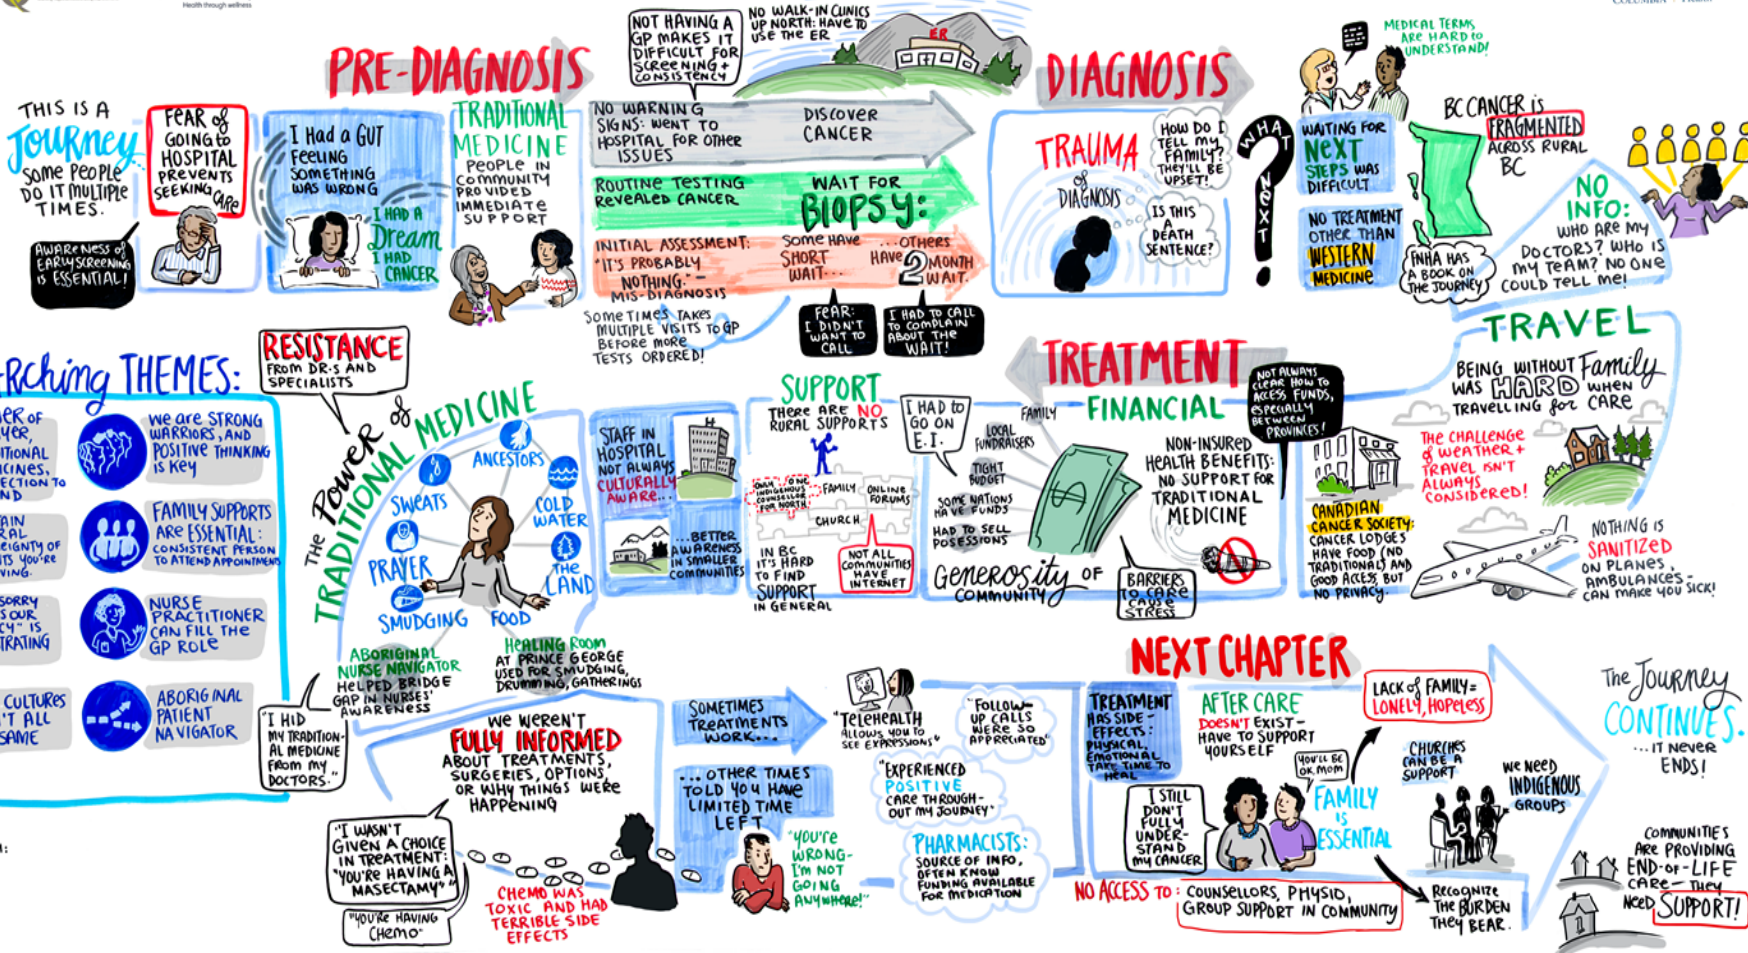 Health through wellness
THIS IS A
JOURNEY
SOME PEOPLE
DO IT MULTIPLE
TIMES.
AWARENESS of
EARLY SCREENING
IS ESSENTIAL!
FEAR of
GOING to
HOSPITAL
PREVENTS
SEEKING CARE
PRE-DIAGNOSIS
I HAD a GUT
FEELING
SOMETHING
WAS WRONG
I HAD A
DREAM
I HAD
CANCER
TRADITIONAL
MEDICINE
PEOPLE IN
COMMUNITY
PROVIDED
IMMEDIATE
SUPPORT
NOT HAVING A
GP MAKES IT
DIFFICULT FOR
SCREENING +
CONSISTENCY
NO WALK-IN CLINICS
UP NORTH: HAVE TO
USE THE ER
ER
NO WARNING
SIGNS: WENT TO
HOSPITAL FOR OTHER
ISSUES
DISCOVER
CANCER
ROUTINE TESTING
REVEALED CANCER
WAIT FOR
BIOPSY:
INITIAL ASSESSMENT:
"IT'S PROBABLY
NOTHING." -
MIS-DIAGNOSIS
SOME HAVE
SHORT
WAIT...
...OTHERS
HAVE 2 MONTH
WAIT.
SOMETIMES TAKES
MULTIPLE VISITS TO GP
BEFORE MORE
TESTS ORDERED!
FEAR:
I DIDN'T
WANT TO
CALL
I HAD TO CALL
TO COMPLAIN
ABOUT THE
WAIT!
DIAGNOSIS
TRAUMA
of
DIAGNOSIS
HOW DO I
TELL MY
FAMILY?
THEY'LL BE
UPSET!
IS THIS
A
DEATH
SENTENCE?
WHAT
NEXT
?
MEDICAL TERMS
ARE HARD to
UNDERSTAND!
WAITING FOR
NEXT
STEPS WAS
DIFFICULT
NO TREATMENT
OTHER THAN
WESTERN
MEDICINE
BC CANCER is
FRAGMENTED
ACROSS RURAL
BC
FNHA HAS
A BOOK ON
THE JOURNEY
NO
INFO:
WHO ARE MY
DOCTORS? WHO IS
MY TEAM? NO ONE
COULD TELL ME!
TRAVEL
BEING WITHOUT Family
WAS HARD WHEN
TRAVELLING for CARE
THE CHALLENGE
of WEATHER +
TRAVEL ISN'T
ALWAYS
CONSIDERED!
NOTHING IS
SANITIZED
ON PLANES,
AMBULANCES -
CAN MAKE YOU SICK!
CANADIAN
CANCER SOCIETY:
CANCER LODGES
HAVE FOOD (NO
TRADITIONAL) AND
GOOD ACCESS, BUT
NO PRIVACY.
TREATMENT
FINANCIAL
NOT ALWAYS
CLEAR HOW TO
ACCESS FUNDS,
ESPECIALLY
BETWEEN
PROVINCES!
NON-INSURED
HEALTH BENEFITS:
NO SUPPORT FOR
TRADITIONAL
MEDICINE
BARRIERS
TO CARE
CAUSE
STRESS
FAMILY
LOCAL
FUNDRAISERS
TIGHT
BUDGET
SOME NATIONS
HAVE FUNDS
HAD TO SELL
POSESSIONS
GENEROSITY OF
COMMUNITY
I HAD to
GO ON
E.I.
SUPPORT
THERE ARE NO
RURAL SUPPORTS
ONLY ONE
INDIGENOUS
COUNSELLOR
FOR NORTH!
FAMILY
ONLINE
FORUMS
CHURCH
IN BC
IT'S HARD
TO FIND
SUPPORT
IN GENERAL
NOT ALL
COMMUNITIES
HAVE
INTERNET
STAFF IN
HOSPITAL
NOT ALWAYS
CULTURALLY
AWARE...
...BETTER
AWARENESS
IN SMALLER
COMMUNITIES
RESISTANCE
FROM DR.S AND
SPECIALISTS
THE POWER of
TRADITIONAL MEDICINE
ANCESTORS
SWEATS
COLD
WATER
PRAYER
THE
LAND
SMUDGING
FOOD
ABORIGINAL
NURSE NAVIGATOR
HELPED BRIDGE
GAP IN NURSES'
AWARENESS
HEALING ROOM
AT PRINCE GEORGE
USED FOR SMUDGING,
DRUMMING, GATHERINGS
"I HID
MY TRADITION-
AL MEDICINE
FROM MY
DOCTORS."
RCHING THEMES:
WE ARE STRONG
WARRIORS, AND
POSITIVE THINKING
IS KEY
FAMILY SUPPORTS
ARE ESSENTIAL:
CONSISTENT PERSON
TO ATTEND APPOINTMENTS
SORRY
NURSE
PRACTITIONER
CAN FILL THE
GP ROLE
CULTURES
ABORIGINAL
PATIENT
NAVIGATOR
WE WEREN'T
FULLY INFORMED
ABOUT TREATMENTS,
SURGERIES, OPTIONS,
OR WHY THINGS WERE
HAPPENING
"I WASN'T
GIVEN A CHOICE
IN TREATMENT:
"YOU'RE HAVING A
MASECTAMY""
"YOU'RE HAVING
CHEMO"
CHEMO WAS
TOXIC AND HAD
TERRIBLE SIDE
EFFECTS
SOMETIMES
TREATMENTS
WORK...
...OTHER TIMES
TOLD YOU HAVE
LIMITED TIME
LEFT
"YOU'RE
WRONG-
I'M NOT
GOING
ANYWHERE!"
"TELEHEALTH
ALLOWS YOU TO
SEE EXPRESSIONS"
"FOLLOW-
UP CALLS
WERE SO
APPRECIATED"
"EXPERIENCED
POSITIVE
CARE THROUGH-
OUT MY JOURNEY"
PHARMACISTS:
SOURCE OF INFO,
OFTEN KNOW
FUNDING AVAILABLE
FOR MEDICATION
NEXT CHAPTER
TREATMENT
HAS SIDE-
EFFECTS:
PHYSICAL,
EMOTIONAL
TAKE TIME TO
HEAL
AFTER CARE
DOESN'T EXIST-
HAVE TO SUPPORT
YOURSELF
I STILL
DON'T
FULLY
UNDER-
STAND
MY CANCER
YOU'LL BE
OK, MOM
FAMILY
IS
ESSENTIAL
LACK of FAMILY =
LONELY, HOPELESS
CHURCHES
CAN BE A
SUPPORT
WE NEED
INDIGENOUS
GROUPS
RECOGNIZE
THE BURDEN
THEY BEAR.
NO ACCESS TO: COUNSELLORS, PHYSIO,
GROUP SUPPORT IN COMMUNITY
The JOURNEY
CONTINUES.
...IT NEVER
ENDS!
COMMUNITIES
ARE PROVIDING
END-of-LIFE
CARE - THEY
NEED SUPPORT!